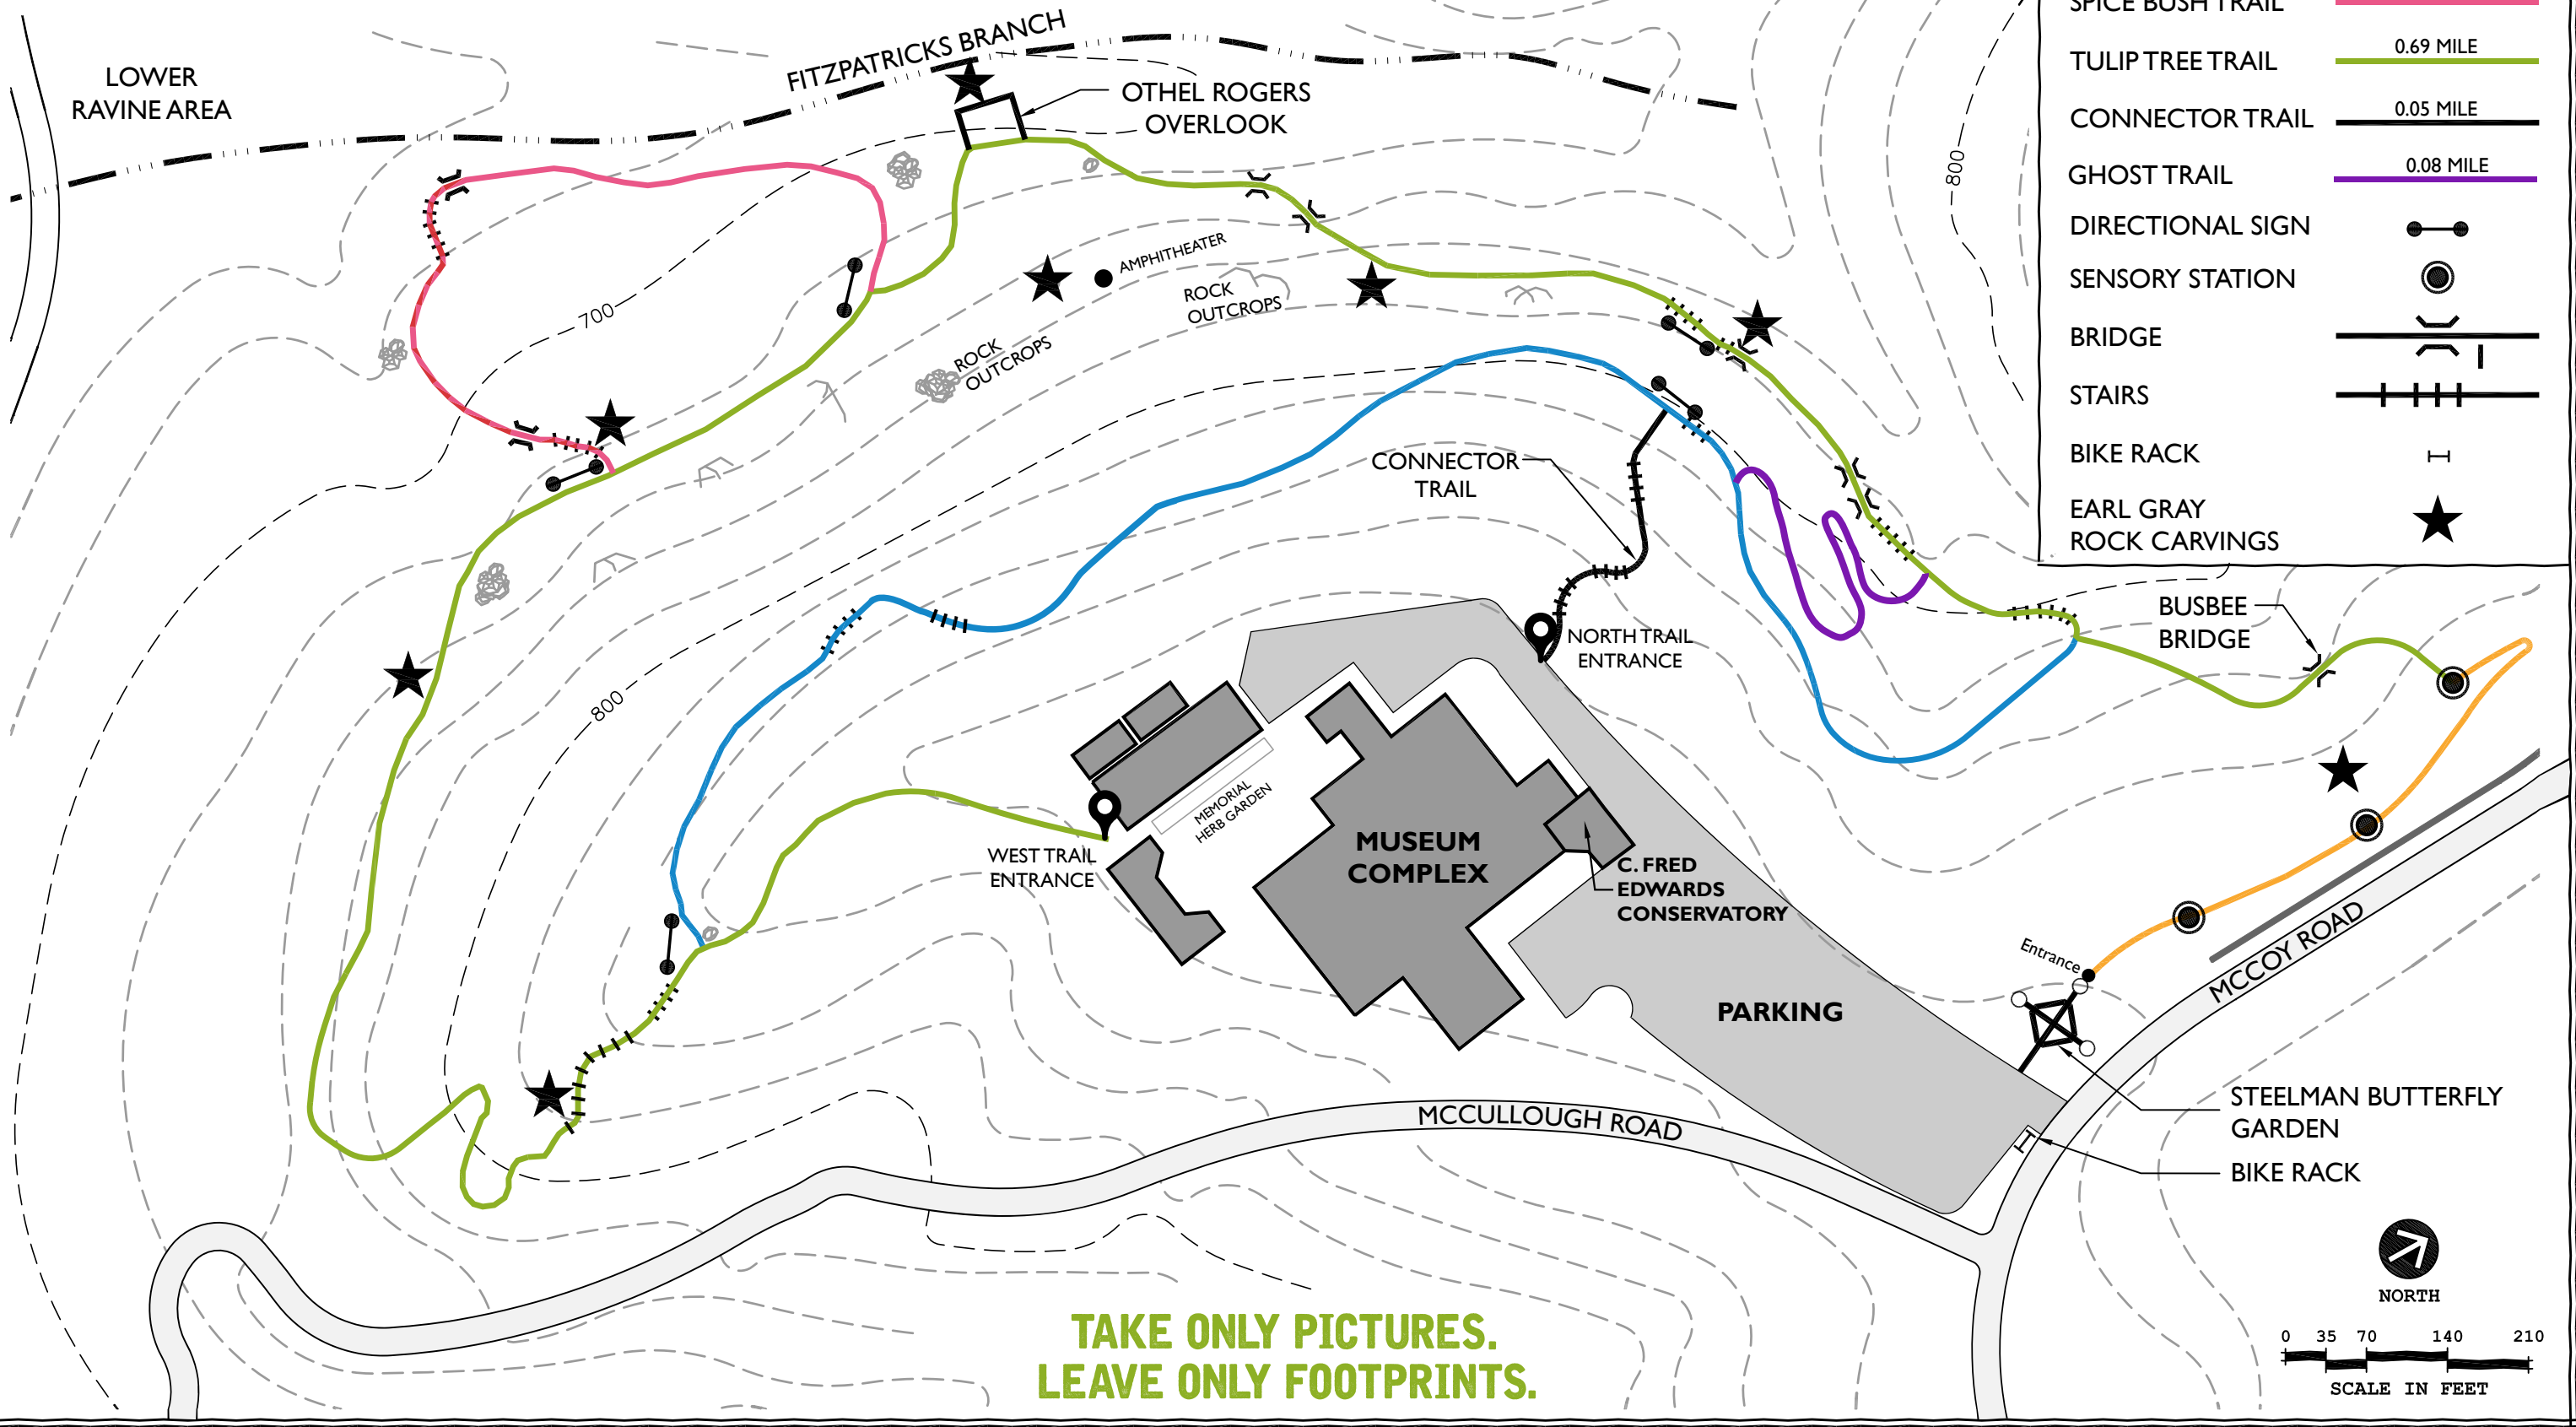 SPICE BUSH TRAIL
TULIP TREE TRAIL
0.69 MILE
CONNECTOR TRAIL
0.05 MILE
GHOST TRAIL
0.08 MILE
DIRECTIONAL SIGN
SENSORY STATION
BRIDGE
STAIRS
BIKE RACK
EARL GRAY
ROCK CARVINGS
LOWER
RAVINE AREA
FITZPATRICKS BRANCH
OTHEL ROGERS
OVERLOOK
800
700
AMPHITHEATER
ROCK
OUTCROPS
ROCK
OUTCROPS
CONNECTOR
TRAIL
NORTH TRAIL
ENTRANCE
BUSBEE
BRIDGE
800
MEMORIAL
HERB GARDEN
WEST TRAIL
ENTRANCE
MUSEUM
COMPLEX
C. FRED
EDWARDS
CONSERVATORY
PARKING
Entrance
MCCOY ROAD
MCCULLOUGH ROAD
STEELMAN BUTTERFLY
GARDEN
BIKE RACK
NORTH
0 35 70 140 210
SCALE IN FEET
TAKE ONLY PICTURES.
LEAVE ONLY FOOTPRINTS.